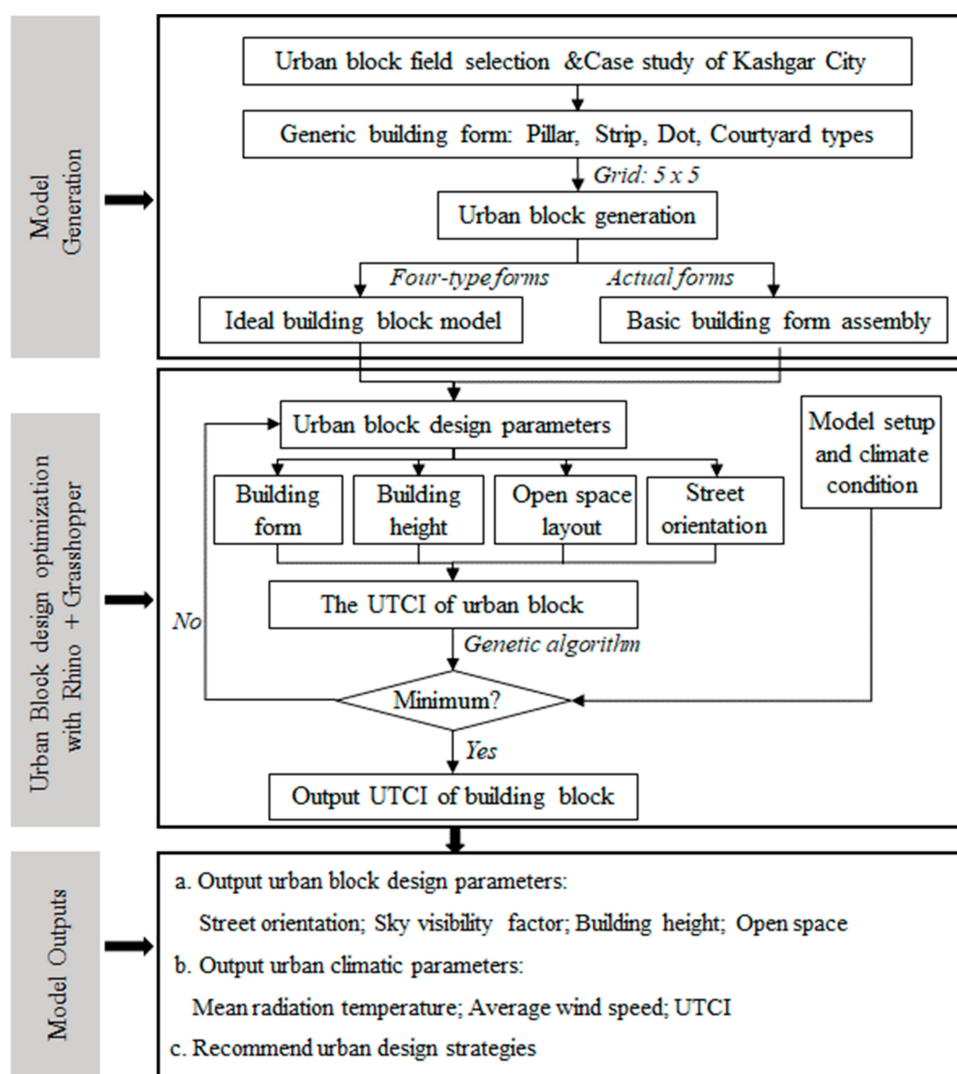 Model
Generation
Urban block field selection &Case study of Kashgar City
Generic building form: Pillar, Strip, Dot, Courtyard types
Grid: 5 x 5
Urban block generation
Four-type forms
Actual forms
Ideal building block model
Basic building form assembly
Urban Block design optimization
with Rhino + Grasshopper
Urban block design parameters
Model setup
and climate
condition
Building
form
Building
height
Open space
layout
Street
orientation
The UTCI of urban block
No
Genetic algorithm
Minimum?
Yes
Output UTCI of building block
Model Outputs
a. Output urban block design parameters:
Street orientation; Sky visibility factor; Building height; Open space
b. Output urban climatic parameters:
Mean radiation temperature; Average wind speed; UTCI
c. Recommend urban design strategies